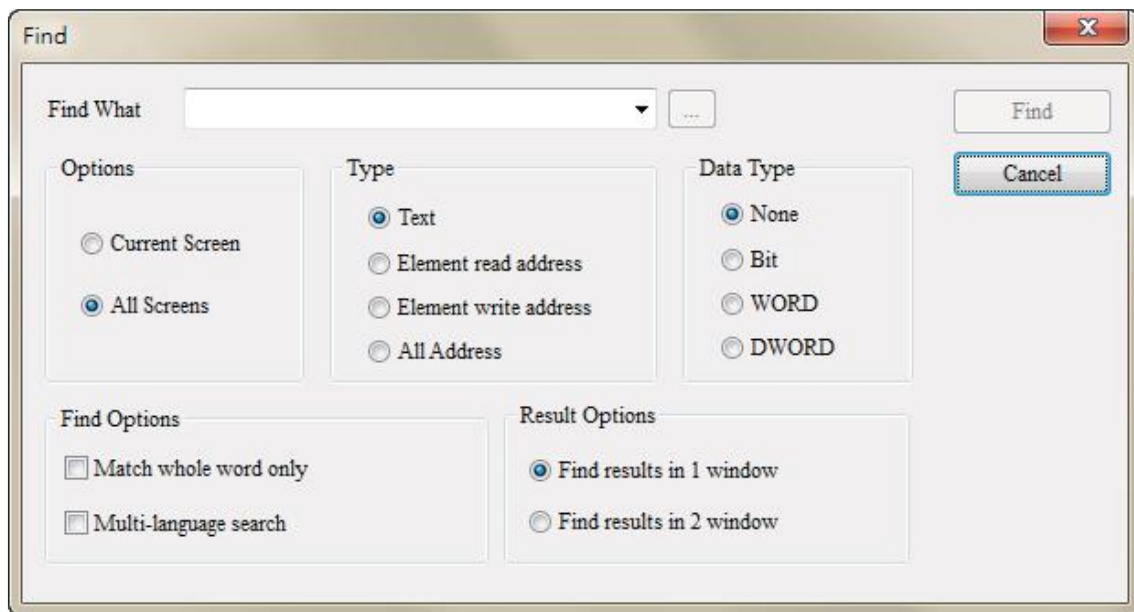 Find
Find What
...
Find
Cancel
Options
Current Screen
All Screens
Type
Text
Element read address
Element write address
All Address
Data Type
None
Bit
WORD
DWORD
Find Options
Match whole word only
Multi-language search
Result Options
Find results in 1 window
Find results in 2 window